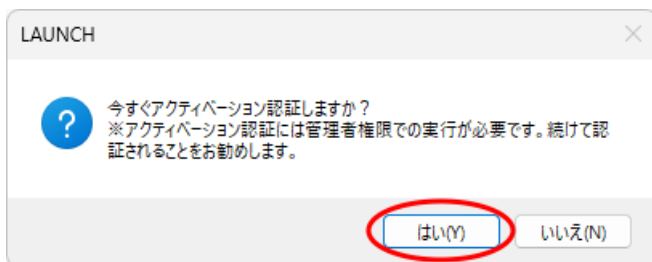 LAUNCH
今すぐアクティベーション認証しますか？
※アクティベーション認証には管理者権限での実行が必要です。続けて認
証されることをお勧めします。
はい(Y) いいえ(N)